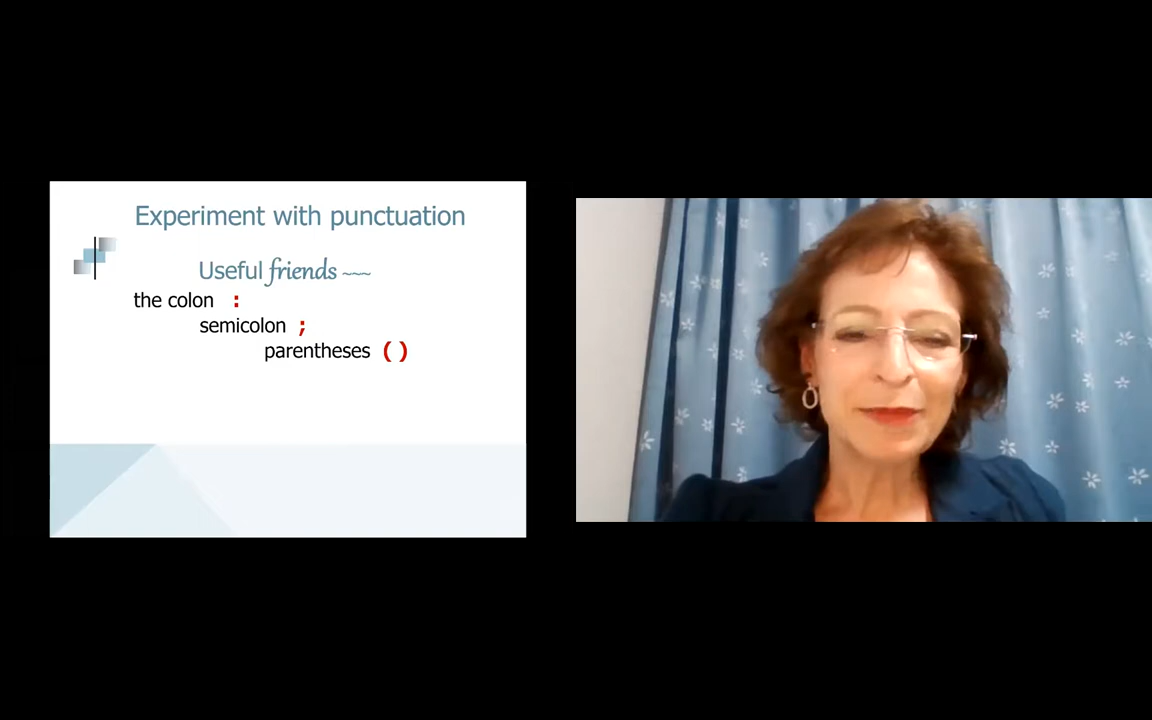 Experiment with punctuation
Useful friends ~~~
the colon :
semicolon ;
parentheses ( )